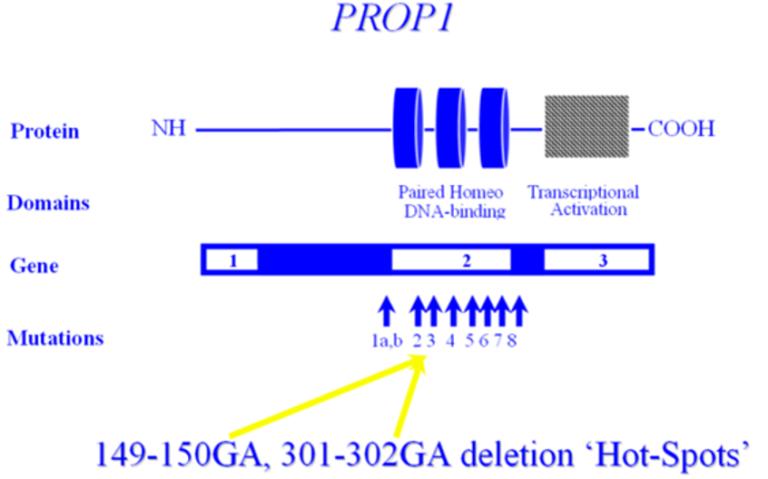 PROP1
Protein NH COOH
Domains Paired Homeo DNA-binding Transcriptional Activation
Gene 1 2 3
Mutations 1a,b 2 3 4 5 6 7 8
149-150GA, 301-302GA deletion ‘Hot-Spots’